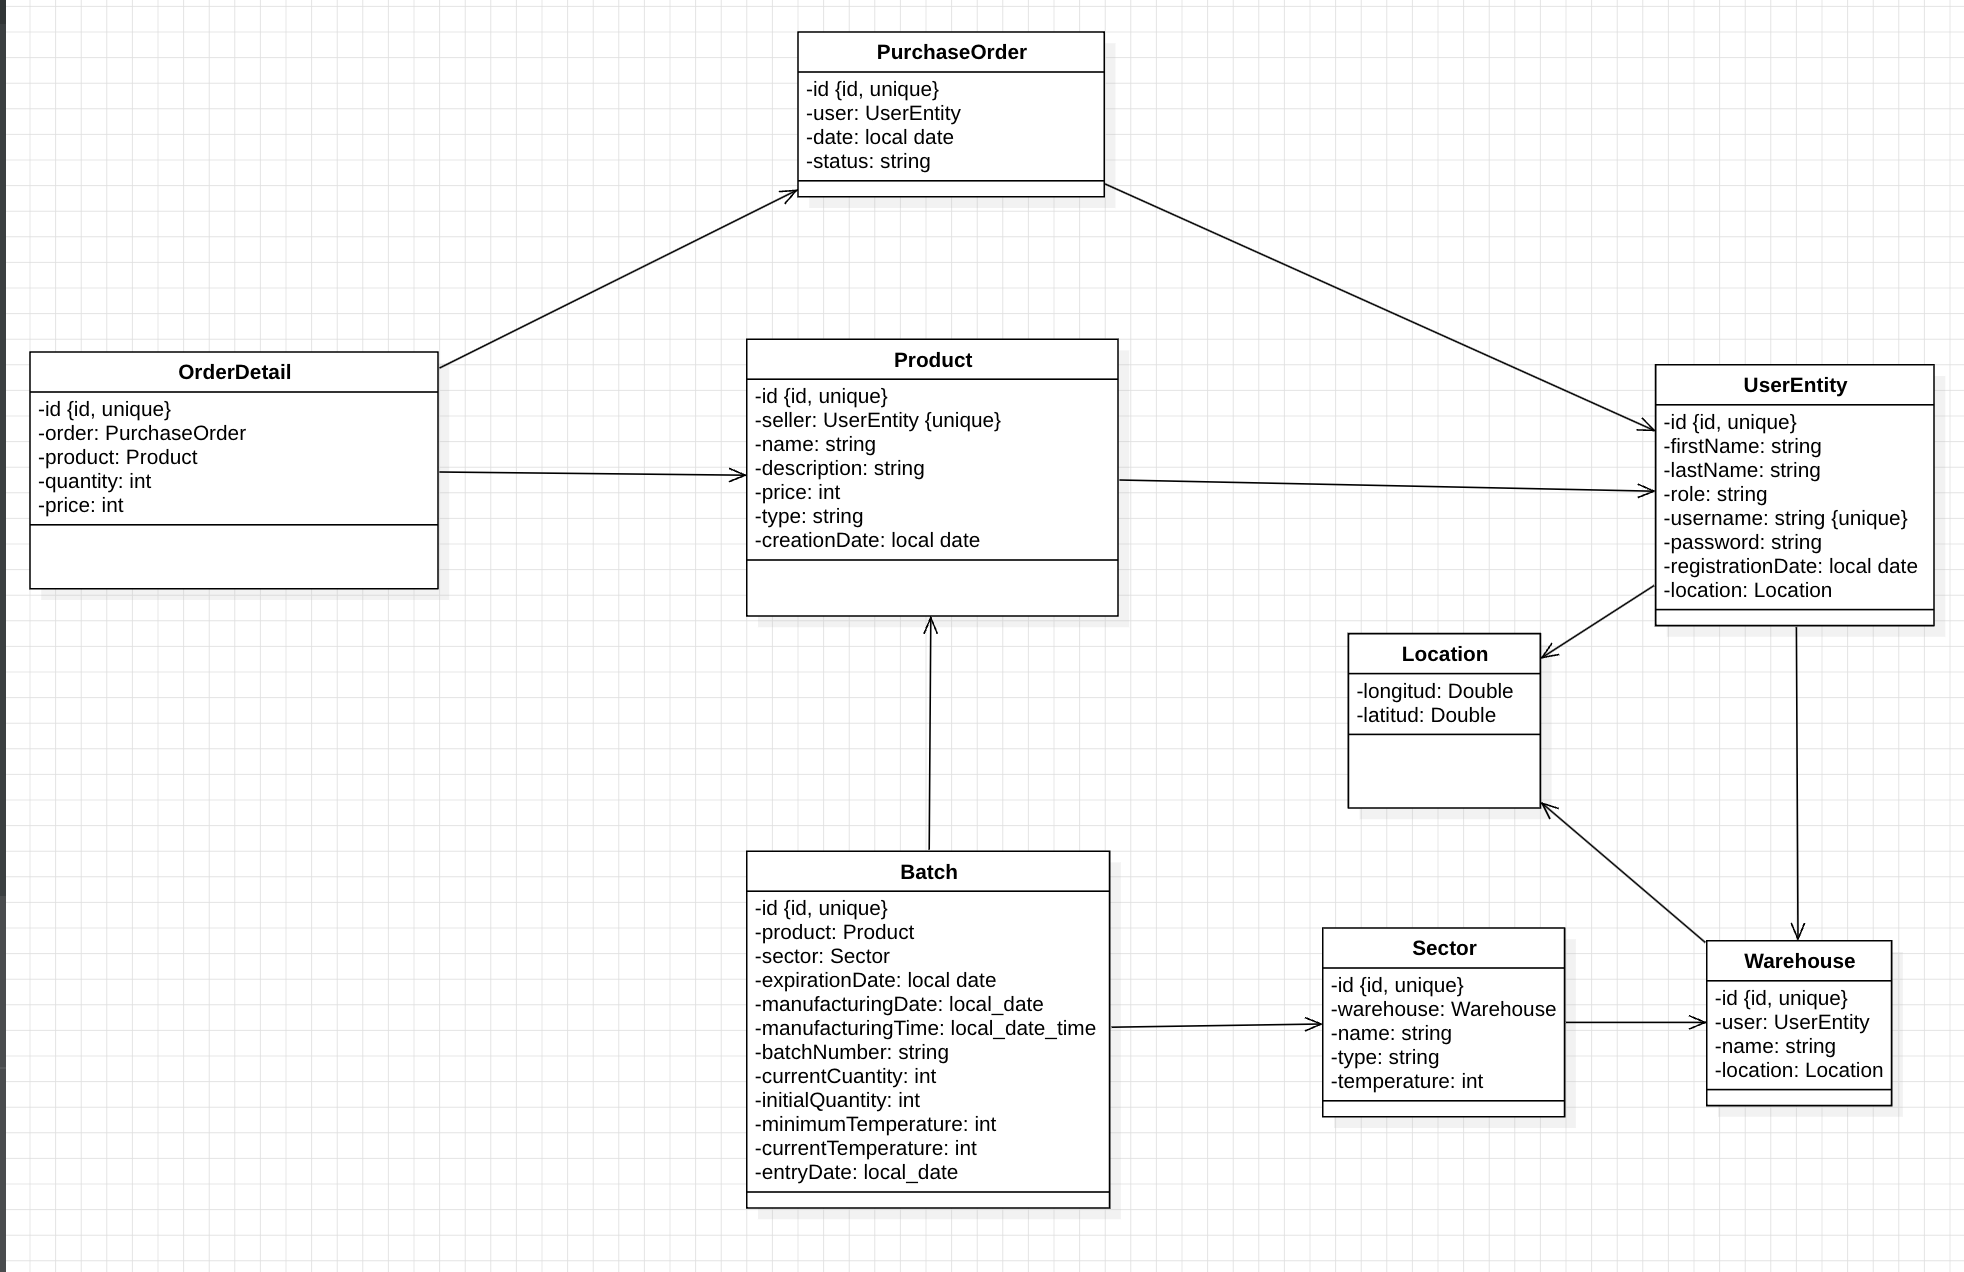 PurchaseOrder
-id {id, unique}
-user: UserEntity
-date: local date
-status: string
OrderDetail
-id {id, unique}
-order: PurchaseOrder
-product: Product
-quantity: int
-price: int
Product
-id {id, unique}
-seller: UserEntity {unique}
-name: string
-description: string
-price: int
-type: string
-creationDate: local date
UserEntity
-id {id, unique}
-firstName: string
-lastName: string
-role: string
-username: string {unique}
-password: string
-registrationDate: local date
-location: Location
Location
-longitud: Double
-latitud: Double
Batch
-id {id, unique}
-product: Product
-sector: Sector
-expirationDate: local date
-manufacturingDate: local_date
-manufacturingTime: local_date_time
-batchNumber: string
-currentCuantity: int
-initialQuantity: int
-minimumTemperature: int
-currentTemperature: int
-entryDate: local_date
Sector
-id {id, unique}
-warehouse: Warehouse
-name: string
-type: string
-temperature: int
Warehouse
-id {id, unique}
-user: UserEntity
-name: string
-location: Location